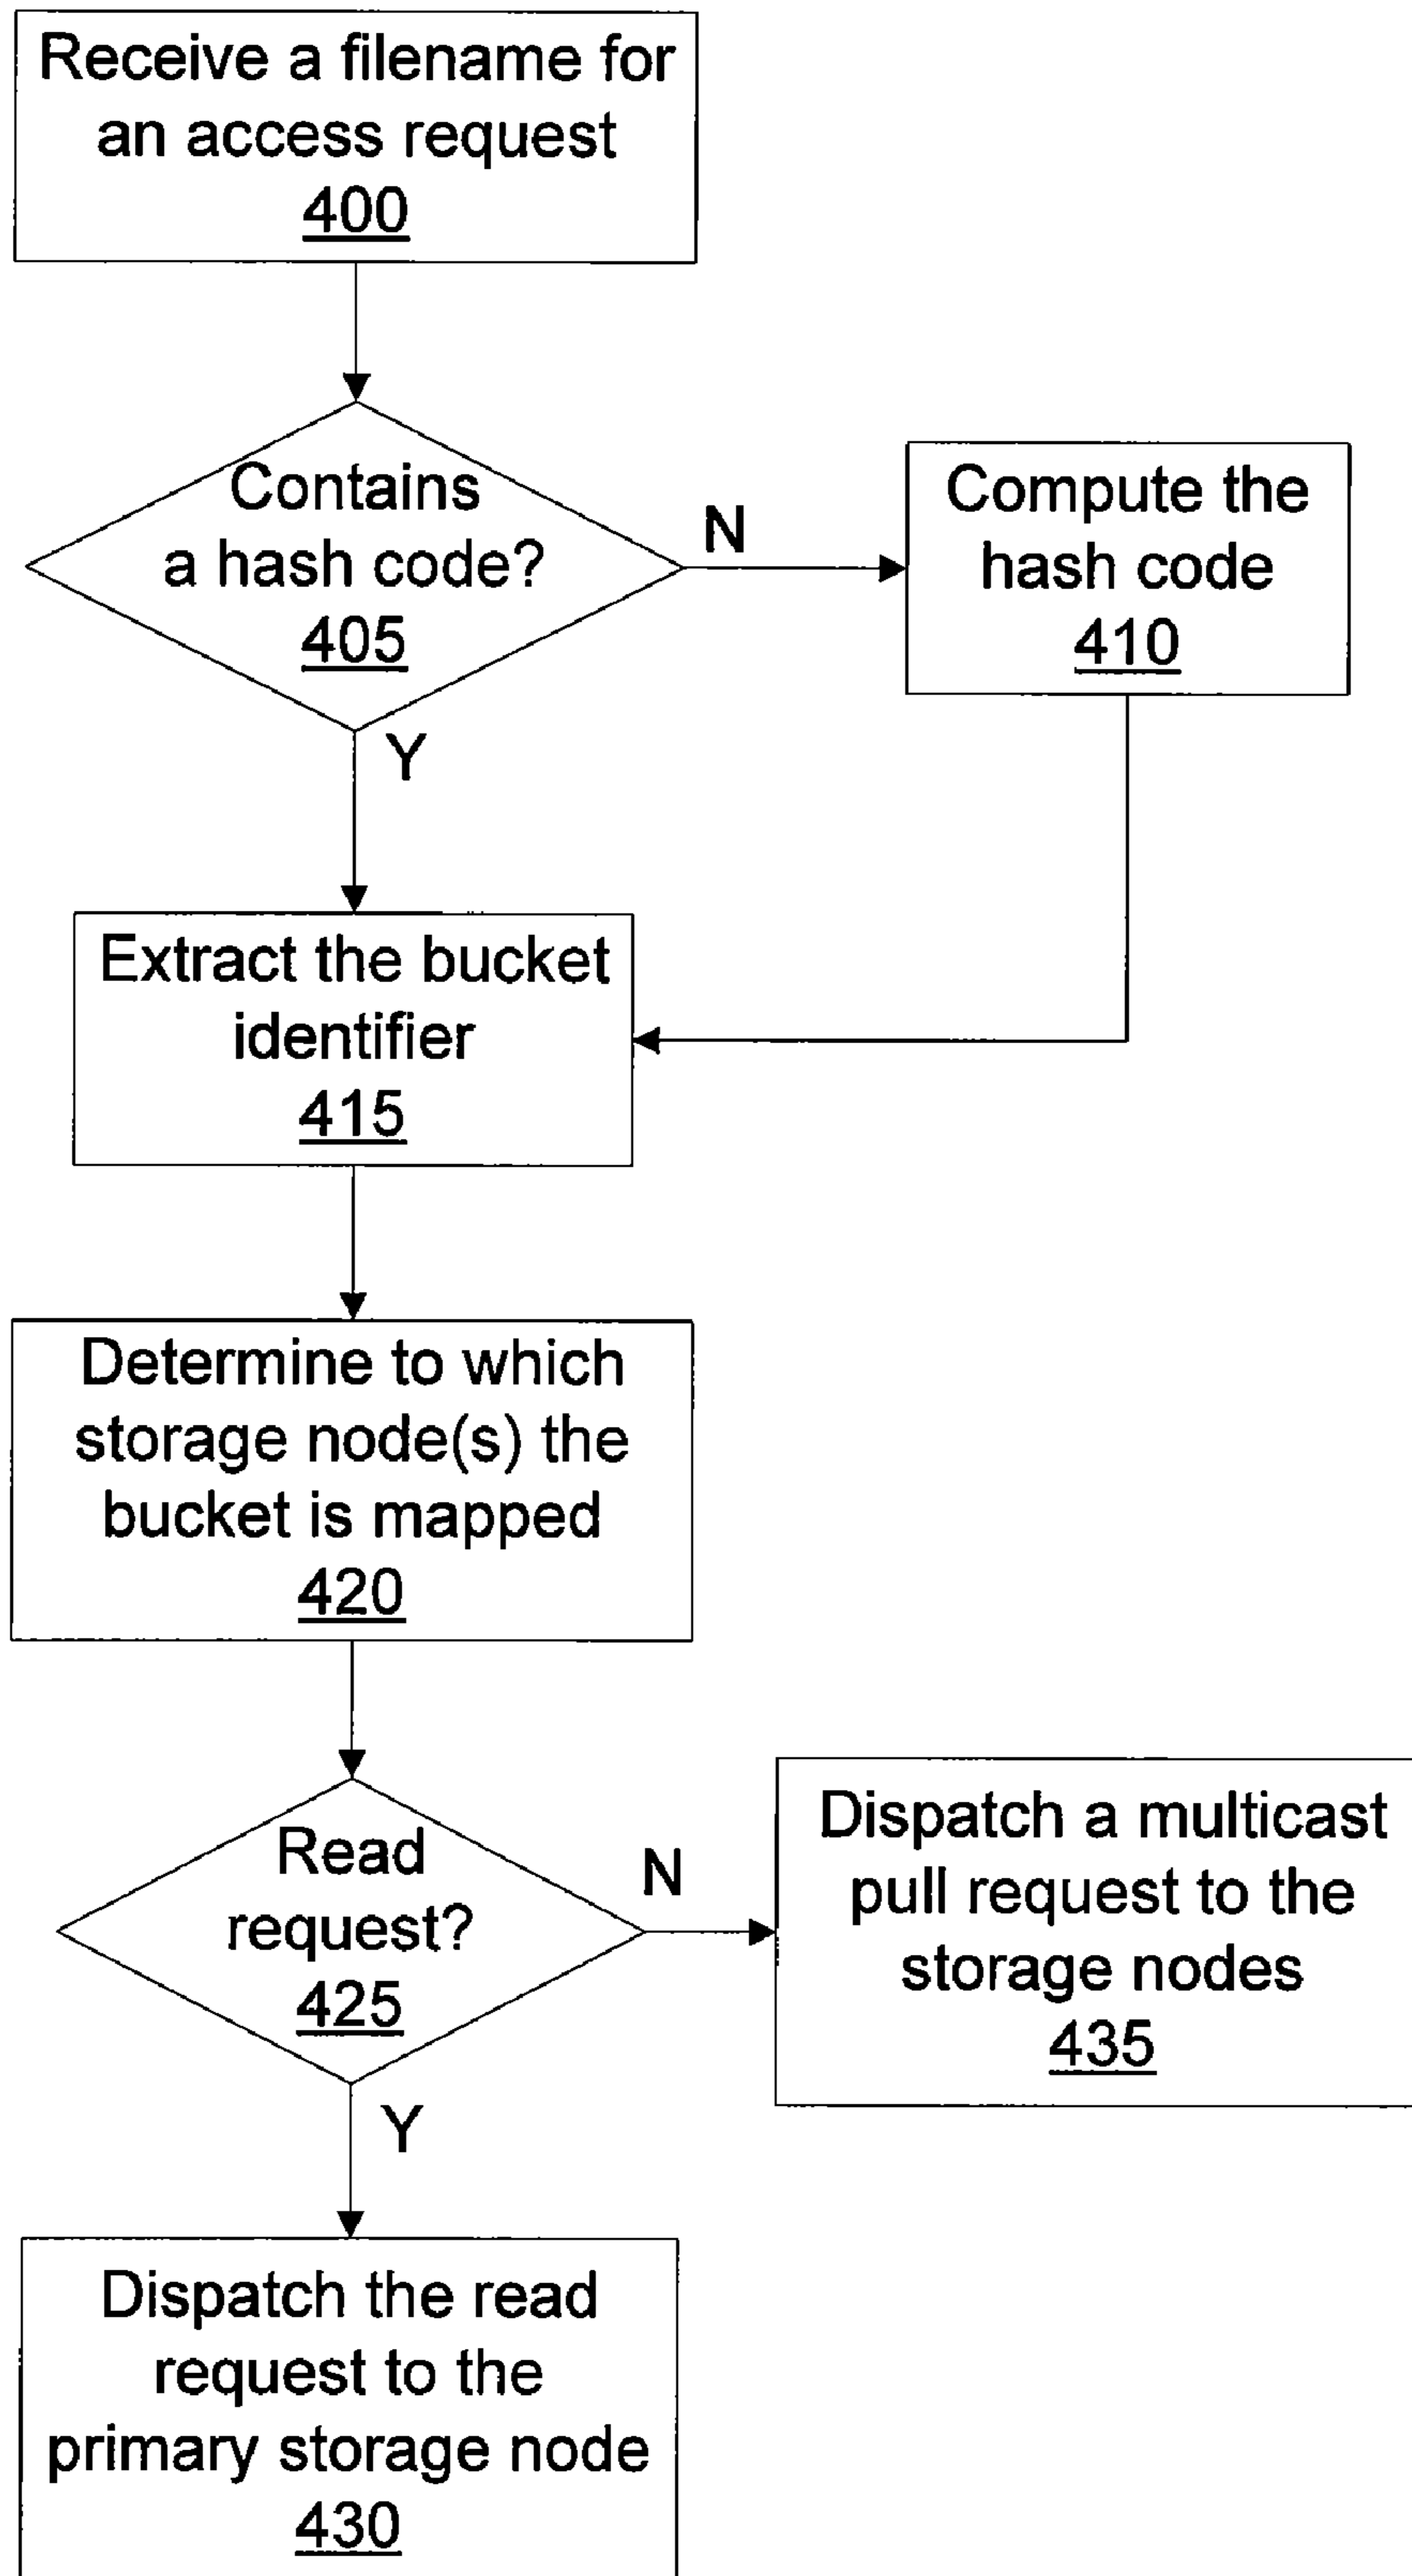 Receive a filename for
an access request
400
Contains
a hash code?
405
N
Compute the
hash code
410
Y
Extract the bucket
identifier
415
Determine to which
storage node(s) the
bucket is mapped
420
Read
request?
425
N
Dispatch a multicast
pull request to the
storage nodes
435
Y
Dispatch the read
request to the
primary storage node
430